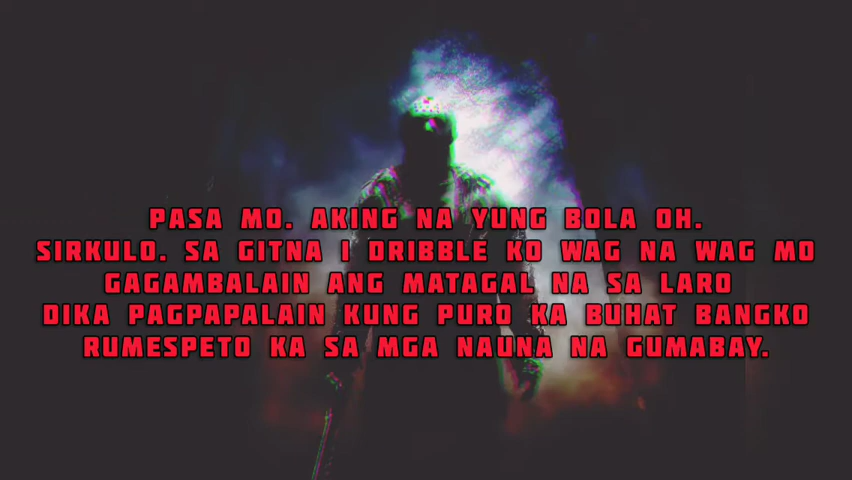 PASA MO. AKING NA YUNG BOLA OH.
SIRKULO. SA GITNA I DRIBBLE KO WAG NA WAG MO
GAGAMBALAIN ANG MATAGAL NA SA LARO
DIKA PAGPAPALAIN KUNG PURO KA BUHAT BANGKO
RUMESPETO KA SA MGA NAUNA NA GUMABAY.